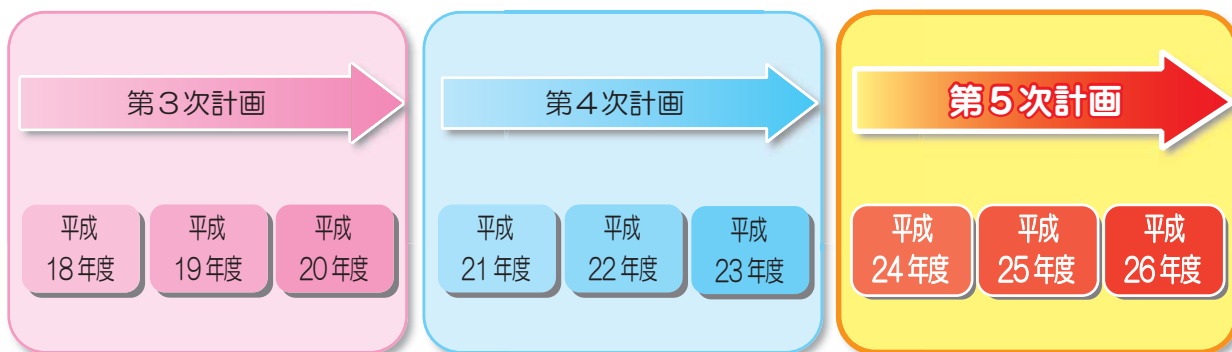 第３次計画
第４次計画
第５次計画
平成
18年度
平成
19年度
平成
20年度
平成
21年度
平成
22年度
平成
23年度
平成
24年度
平成
25年度
平成
26年度